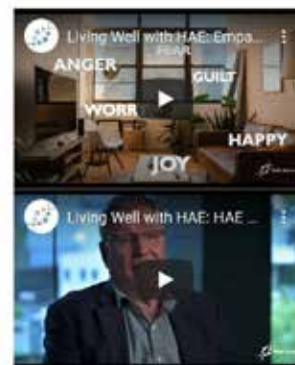 Living Well with HAE: Empa...
FEAR
ANGER
GUILT
WORR
HAPPY
JOY
Living Well with HAE: HAE ...